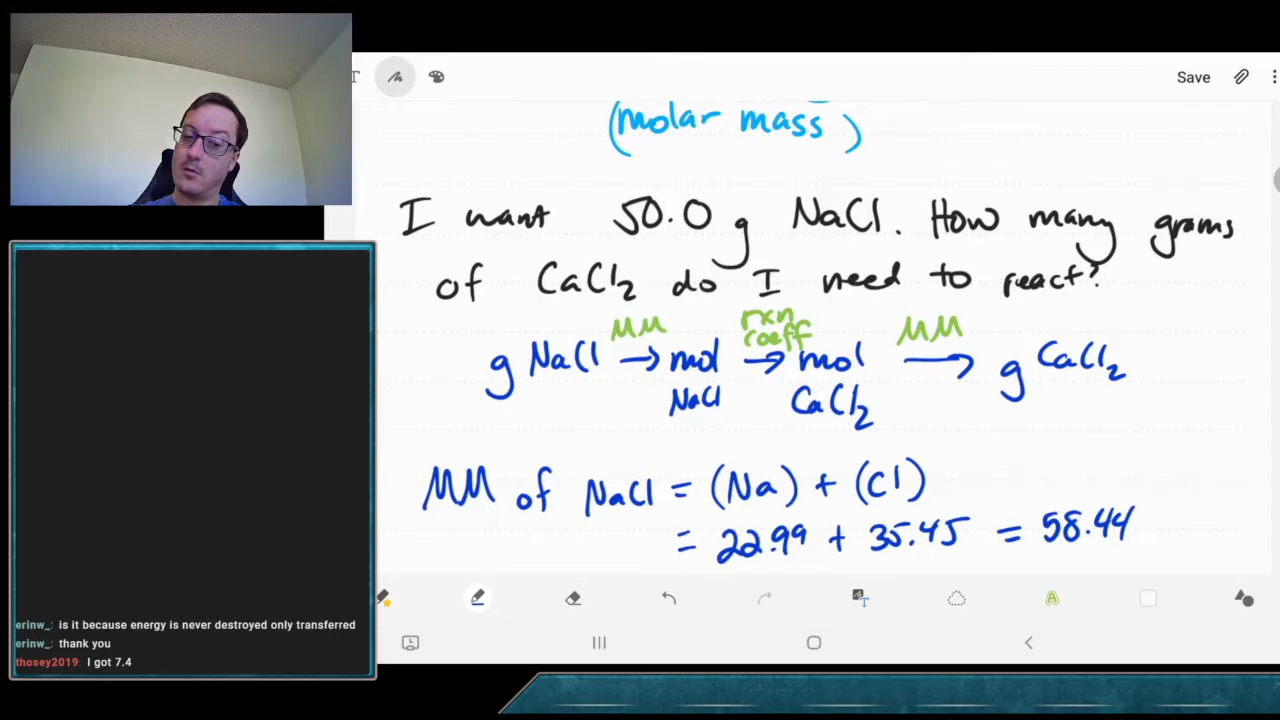 T
Save
(molar mass)
I want 50.0 g NaCl. How many grams
of CaCl2 do I need to react?
MM rxn coeff MM
g NaCl → mol NaCl → mol CaCl2 → g CaCl2
MM of NaCl = (Na) + (Cl)
= 22.99 + 35.45 = 58.44
erinw_: is it because energy is never destroyed only transferred
erinw_: thank you
thosey2019: I got 7.4
T
A